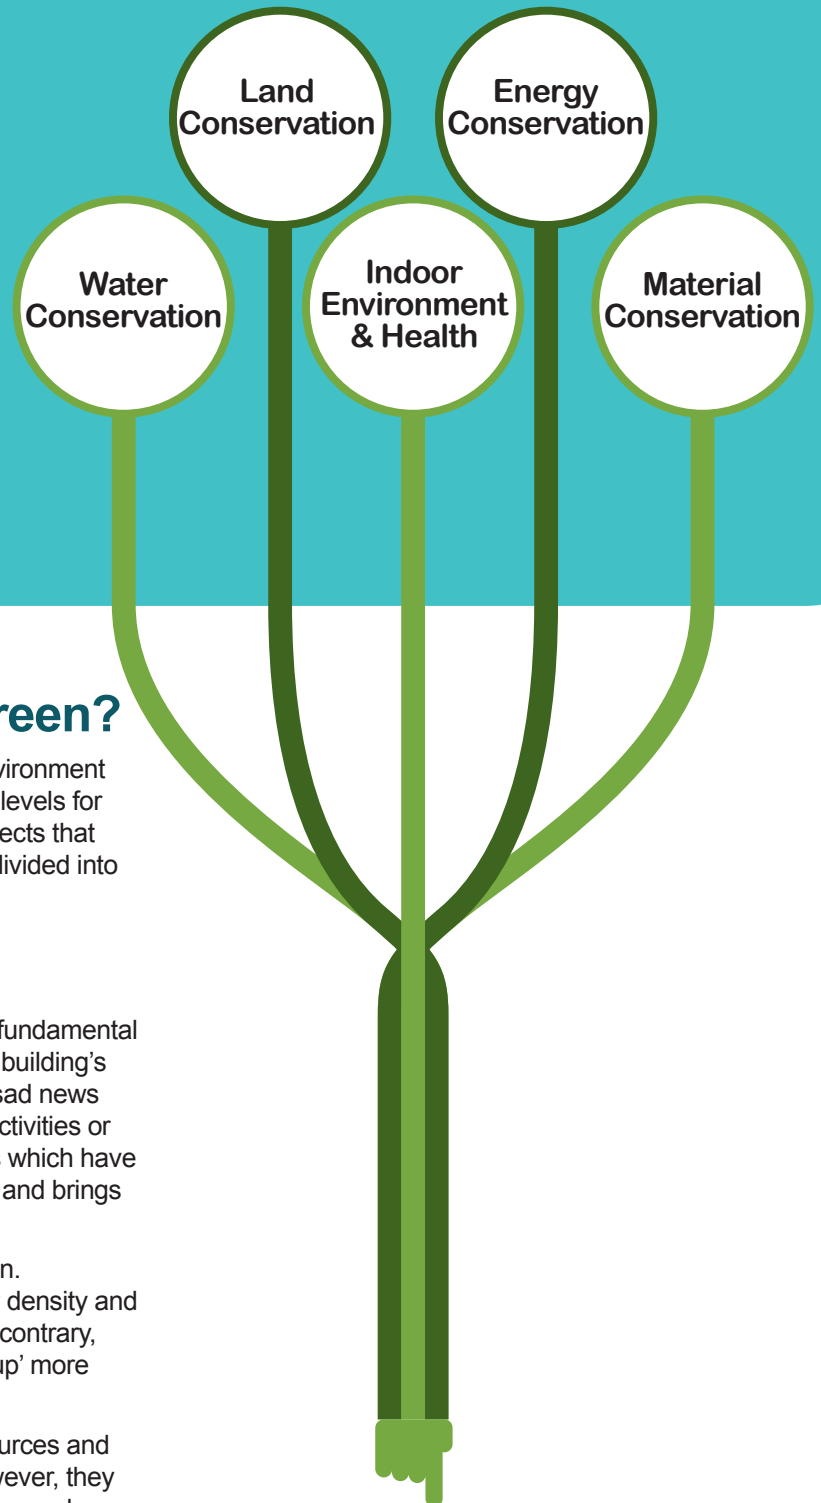 Land
Conservation
Energy
Conservation
Water
Conservation
Indoor
Environment
& Health
Material
Conservation
reen?
vironment
levels for
ects that
livided into
fundamental
building's
sad news
ctivities or
s which have
and brings
n.
density and
contrary,
up' more
urces and
wever, they